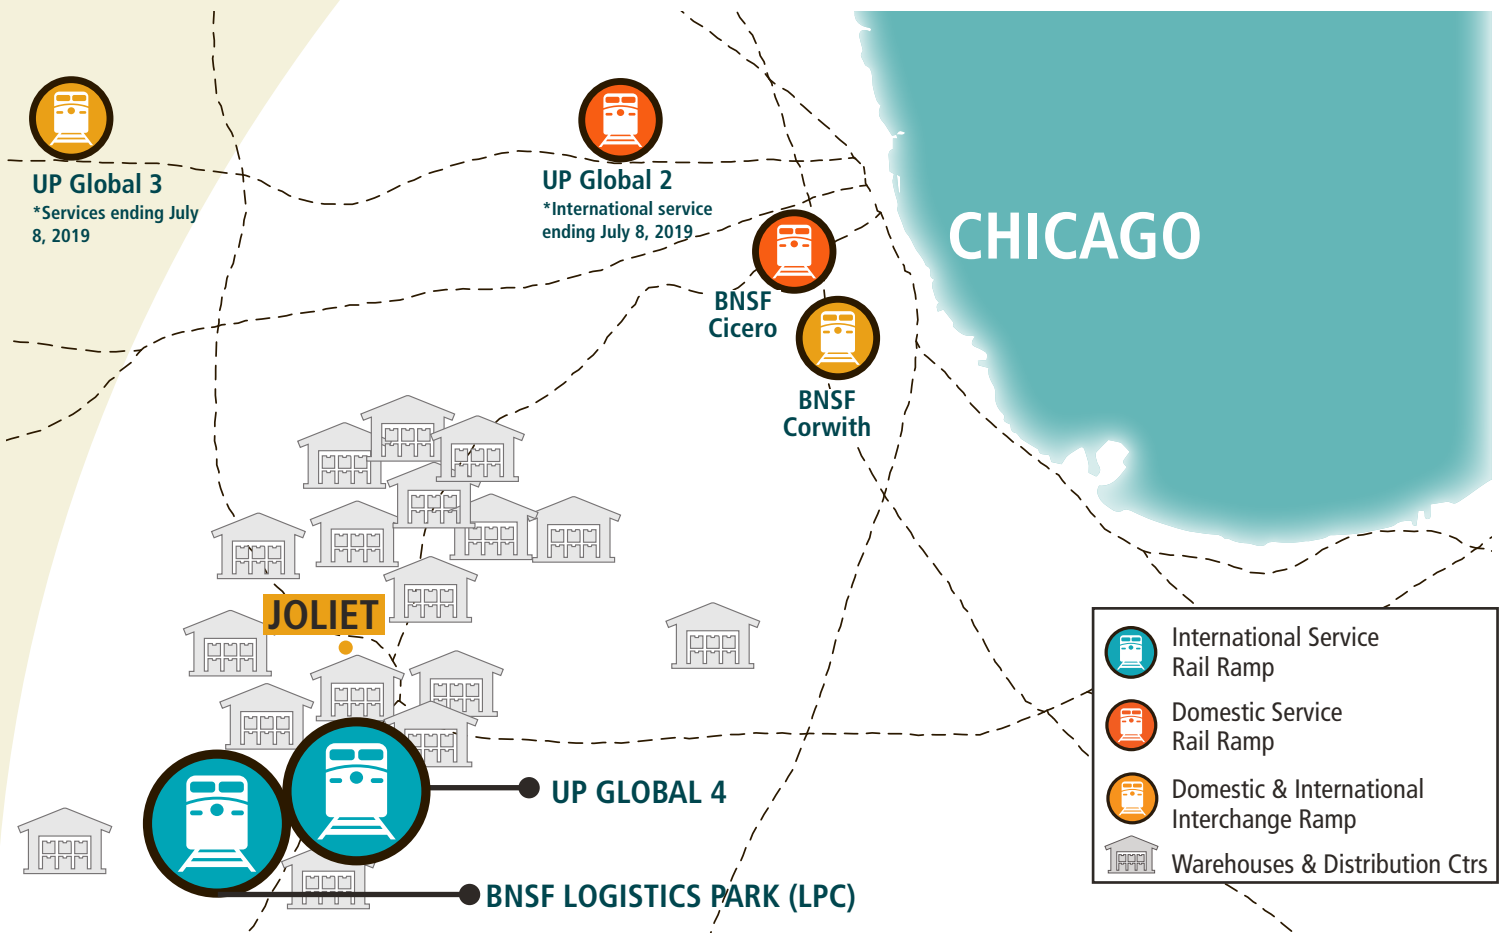 UP Global 3
*Services ending July
8, 2019
UP Global 2
*International service
ending July 8, 2019
CHICAGO
BNSF
Cicero
BNSF
Corwith
JOLIET
UP GLOBAL 4
BNSF LOGISTICS PARK (LPC)
International Service
Rail Ramp
Domestic Service
Rail Ramp
Domestic & International
Interchange Ramp
Warehouses & Distribution Ctrs